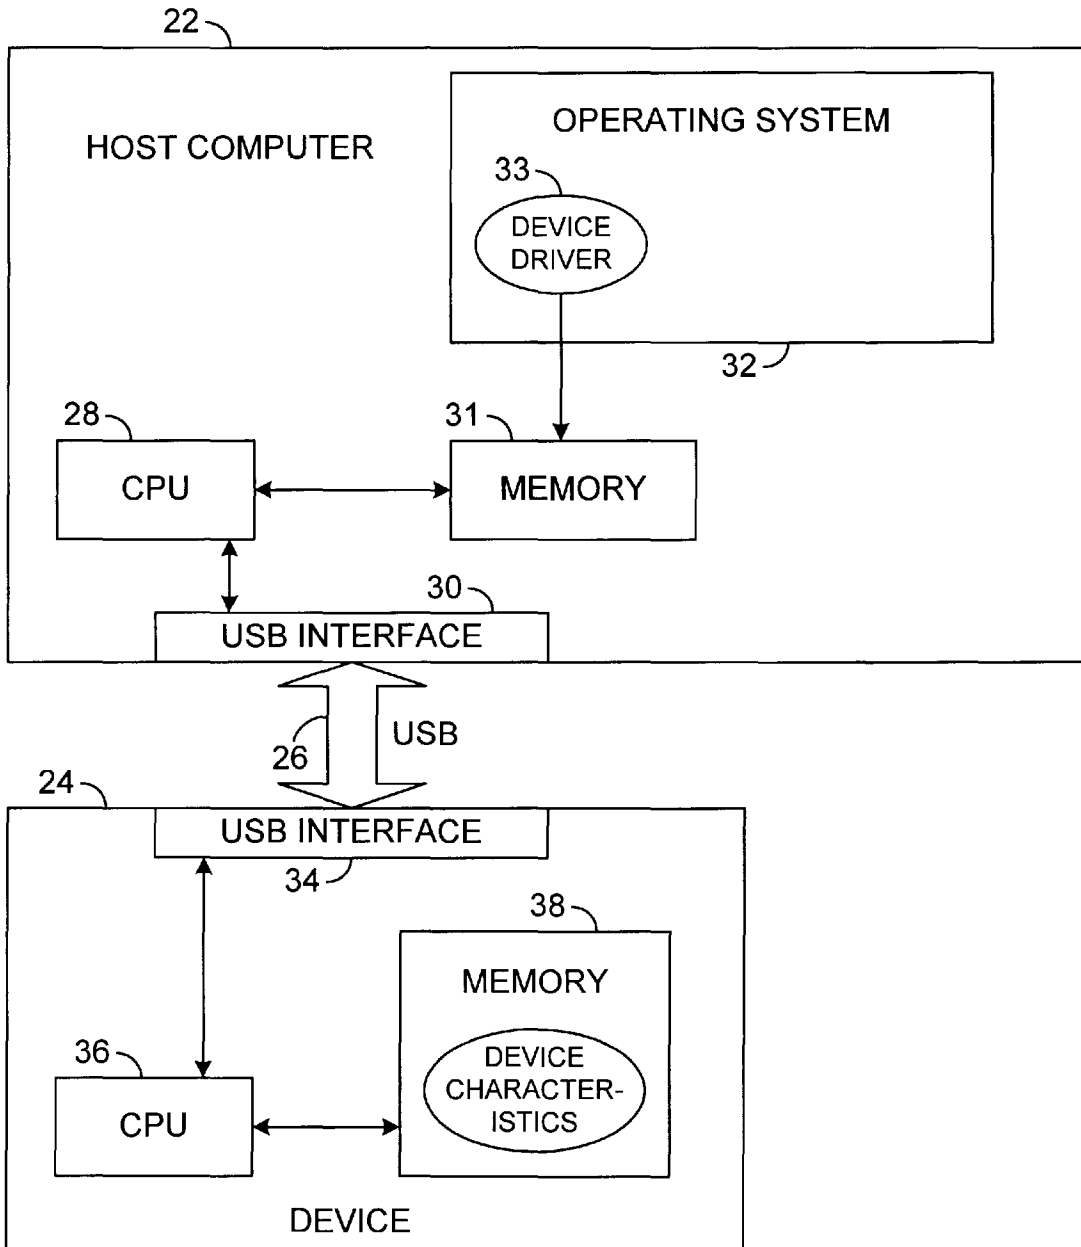 22
HOST COMPUTER
OPERATING SYSTEM
33
DEVICE
DRIVER
32
28
CPU
31
MEMORY
30
USB INTERFACE
26
USB
24
USB INTERFACE
34
38
MEMORY
DEVICE
CHARACTER-
ISTICS
36
CPU
DEVICE